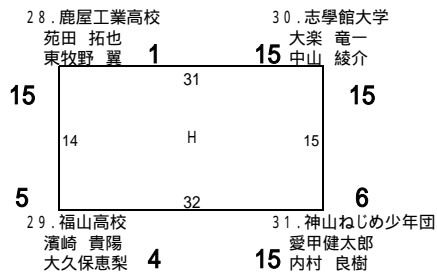 28.鹿屋工業高校
苑田 拓也
東牧野 翼
1
30.志學館大学
大楽 竜一
15 中山 綾介
31
15
15
14
H
15
5
32
6
29.福山高校
濱崎 貴陽
大久保恵梨
4
31.神山ねじめ少年団
愛甲健太郎
15 内村 良樹